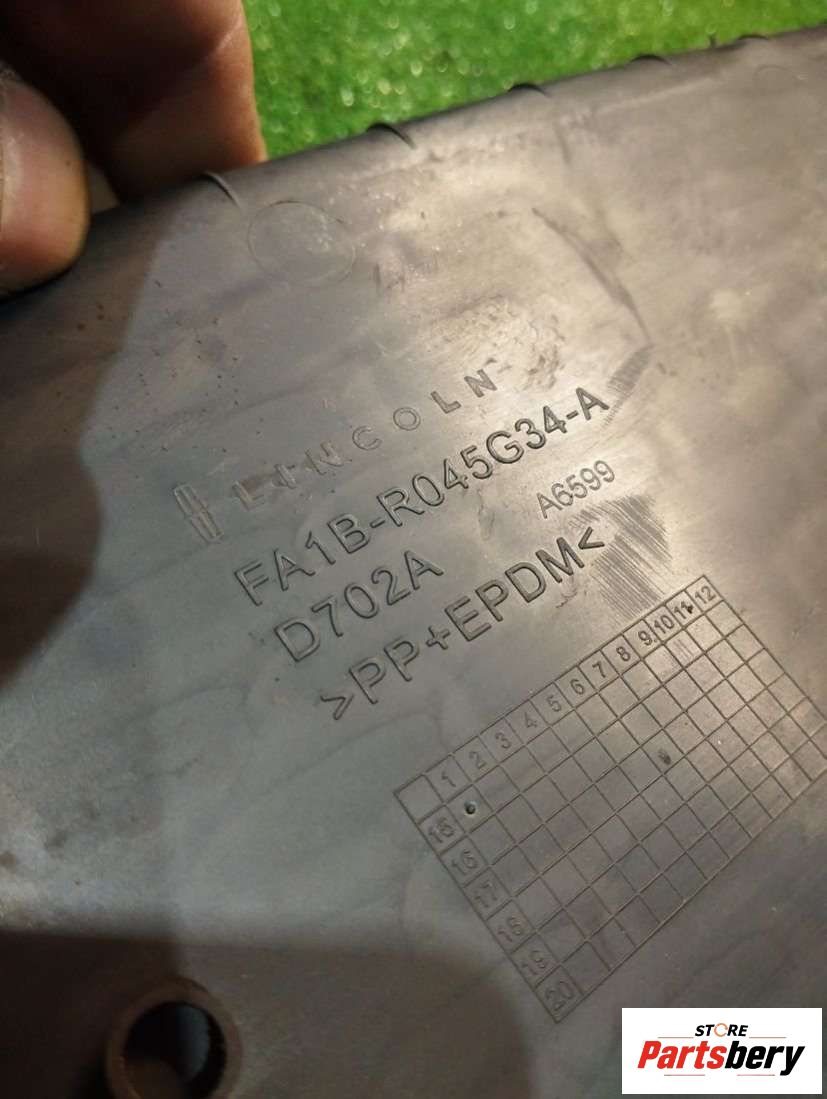 LINCOLN
FA1B-R045G34-A
D702A A6599
>PP+EPDM<
1 2 3 4 5 6 7 8 9 10 11 12
15
16
17
18
19
20
STORE
Partsbery